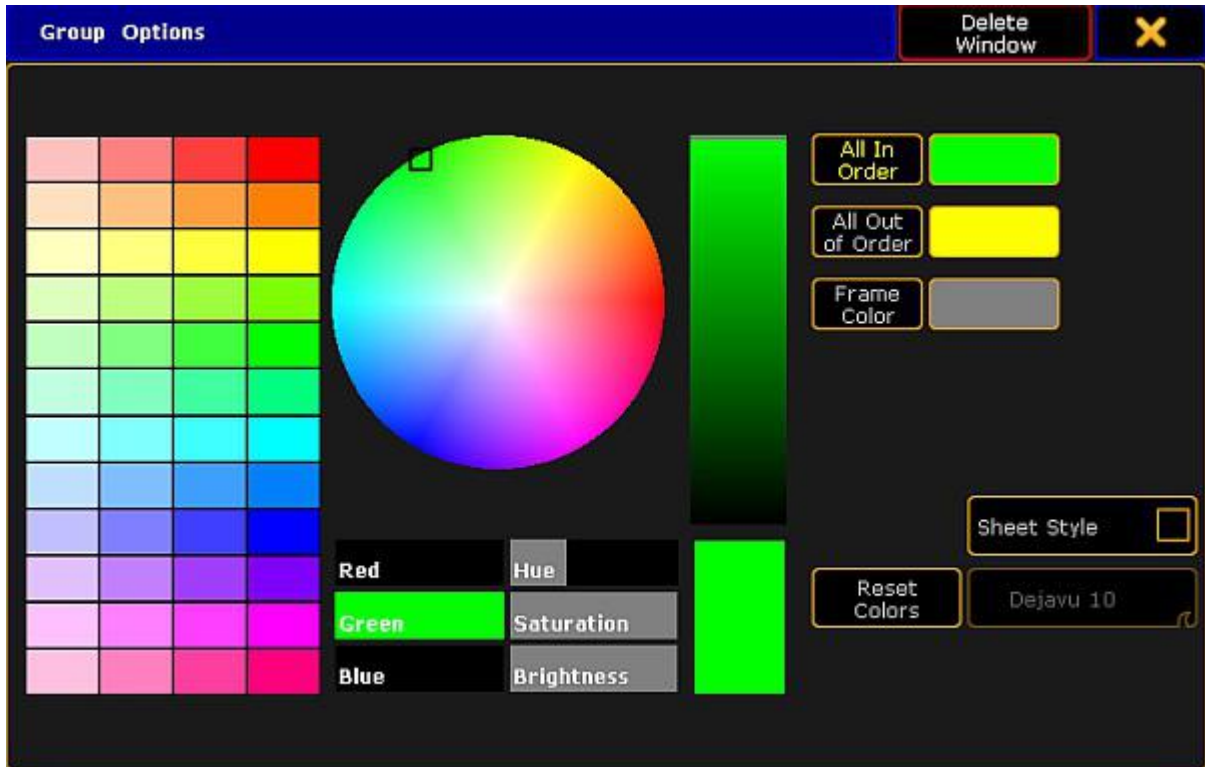 Group Options
Delete
Window
All In
Order
All Out
of Order
Frame
Color
Sheet Style
Red
Hue
Reset
Colors
Dejavu 10
Green
Saturation
Blue
Brightness